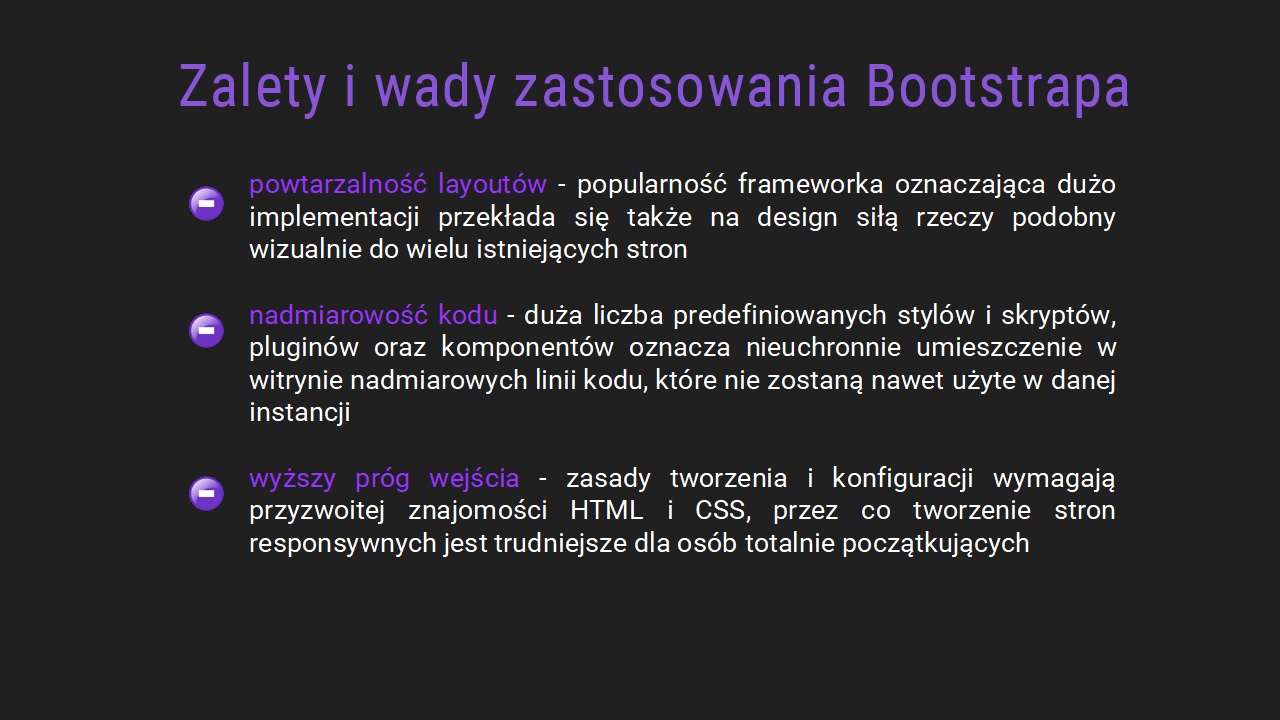 Zalety i wady zastosowania Bootstrapa
powtarzalność layoutów - popularność frameworka oznaczająca dużo
implementacji przekłada się także na design siłą rzeczy podobny
wizualnie do wielu istniejących stron
nadmiarowość kodu - duża liczba predefiniowanych stylów i skryptów,
pluginów oraz komponentów oznacza nieuchronnie umieszczenie w
witrynie nadmiarowych linii kodu, które nie zostaną nawet użyte w danej
instancji
wyższy próg wejścia - zasady tworzenia i konfiguracji wymagają
przyzwoitej znajomości HTML i CSS, przez co tworzenie stron
responsywnych jest trudniejsze dla osób totalnie początkujących